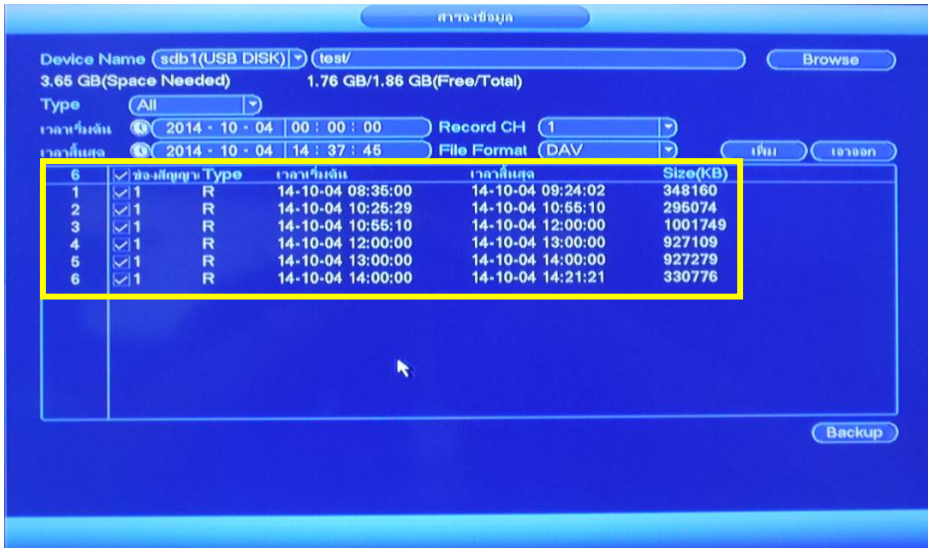 สำรองข้อมูล
Device Name sdb1(USB DISK) test/ Browse
3.65 GB(Space Needed) 1.76 GB/1.86 GB(Free/Total)
Type All
เวลาเริ่มต้น 2014 - 10 - 04 00 : 00 : 00 Record CH 1
เวลาสิ้นสุด 2014 - 10 - 04 14 : 37 : 45 File Format DAV เพิ่ม เอาออก
6 ช่องสัญญา Type เวลาเริ่มต้น เวลาสิ้นสุด Size(KB)
1 1 R 14-10-04 08:35:00 14-10-04 09:24:02 348160
2 1 R 14-10-04 10:25:29 14-10-04 10:55:10 295074
3 1 R 14-10-04 10:55:10 14-10-04 12:00:00 1001749
4 1 R 14-10-04 12:00:00 14-10-04 13:00:00 927109
5 1 R 14-10-04 13:00:00 14-10-04 14:00:00 927279
6 1 R 14-10-04 14:00:00 14-10-04 14:21:21 330776
Backup